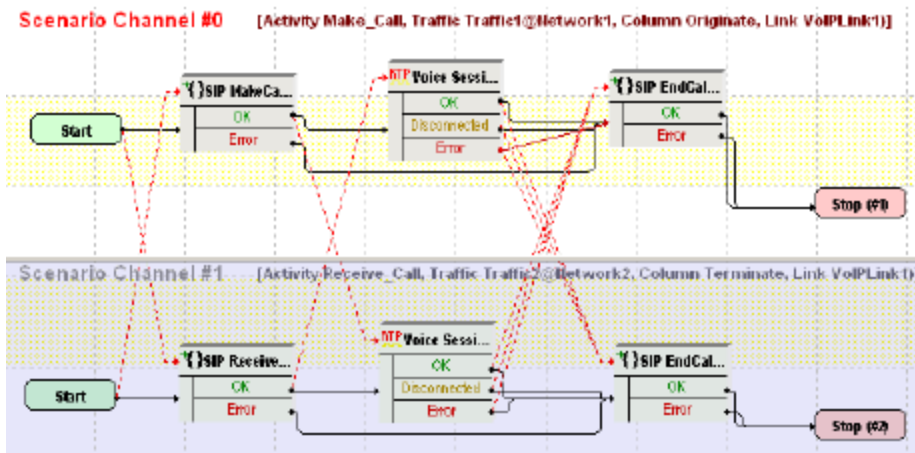 Scenario Channel #0 [Activity Make_Call, Traffic Traffic1@Network1, Column Originate, Link VoIPLink1)]
Start
{}SIP MakeCa...
OK
Error
RTP Voice Sessi...
OK
Disconnected
Error
{}SIP EndCal...
OK
Error
Stop (#1)
Scenario Channel #1 [Activity Receive_Call, Traffic Traffic2@Network2, Column Terminate, Link VoIPLink1)
Start
{}SIP Receive...
OK
Error
RTP Voice Sessi...
OK
Disconnected
Error
{}SIP EndCal...
OK
Error
Stop (#2)